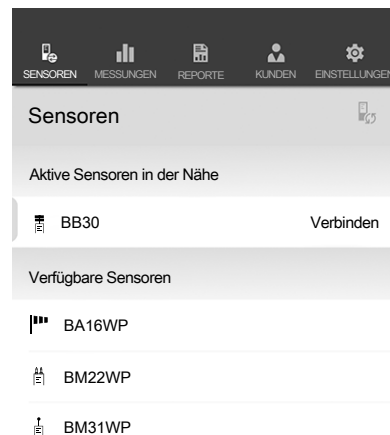 SENSOREN MESSUNGEN REPORTE KUNDEN EINSTELLUNGEN
Sensoren
Aktive Sensoren in der Nähe
BB30 Verbinden
Verfügbare Sensoren
BA16WP
BM22WP
BM31WP